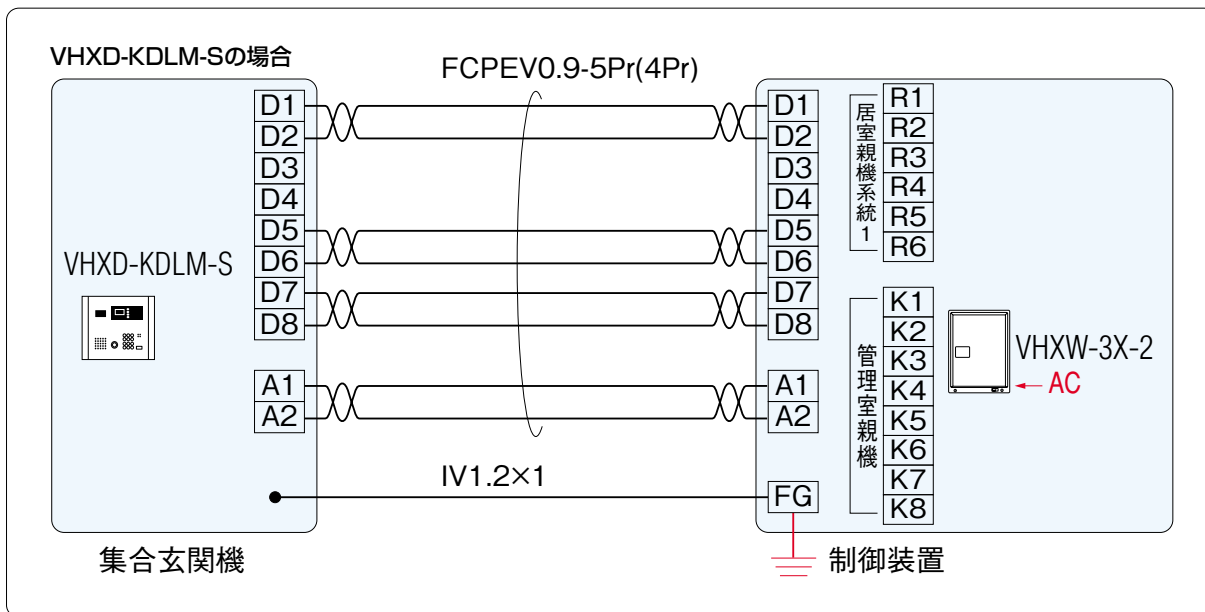 VHXD-KDLM-Sの場合
FCPEV0.9-5Pr(4Pr)
VHXD-KDLM-S
D1
D2
D3
D4
D5
D6
D7
D8
A1
A2
IV1.2×1
集合玄関機
D1
D2
D3
D4
D5
D6
D7
D8
A1
A2
FG
居室親機系統1
R1
R2
R3
R4
R5
R6
管理室親機
K1
K2
K3
K4
K5
K6
K7
K8
VHXW-3X-2
AC
制御装置